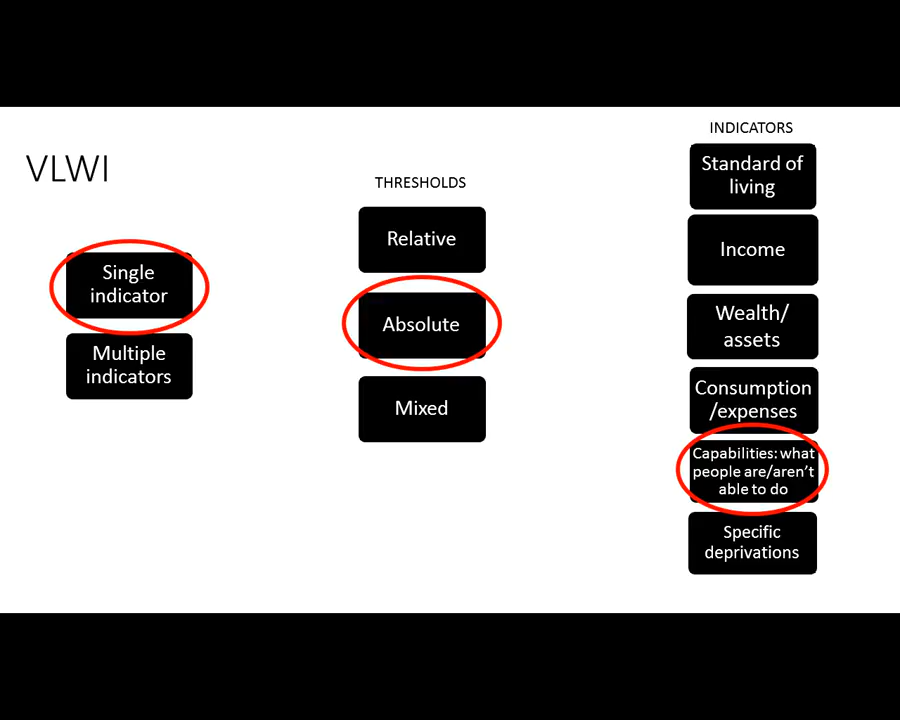 VLWI
Single
indicator
Multiple
indicators
THRESHOLDS
Relative
Absolute
Mixed
INDICATORS
Standard of
living
Income
Wealth/
assets
Consumption
/expenses
Capabilities: what
people are/aren’t
able to do
Specific
deprivations